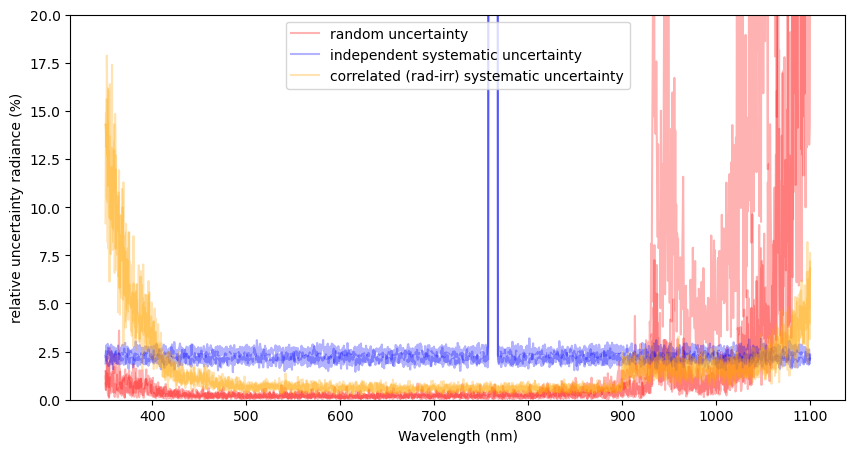 20.0
17.5
15.0
12.5
10.0
7.5
5.0
2.5
0.0
relative uncertainty radiance (%)
random uncertainty
independent systematic uncertainty
correlated (rad-irr) systematic uncertainty
400 500 600 700 800 900 1000 1100
Wavelength (nm)